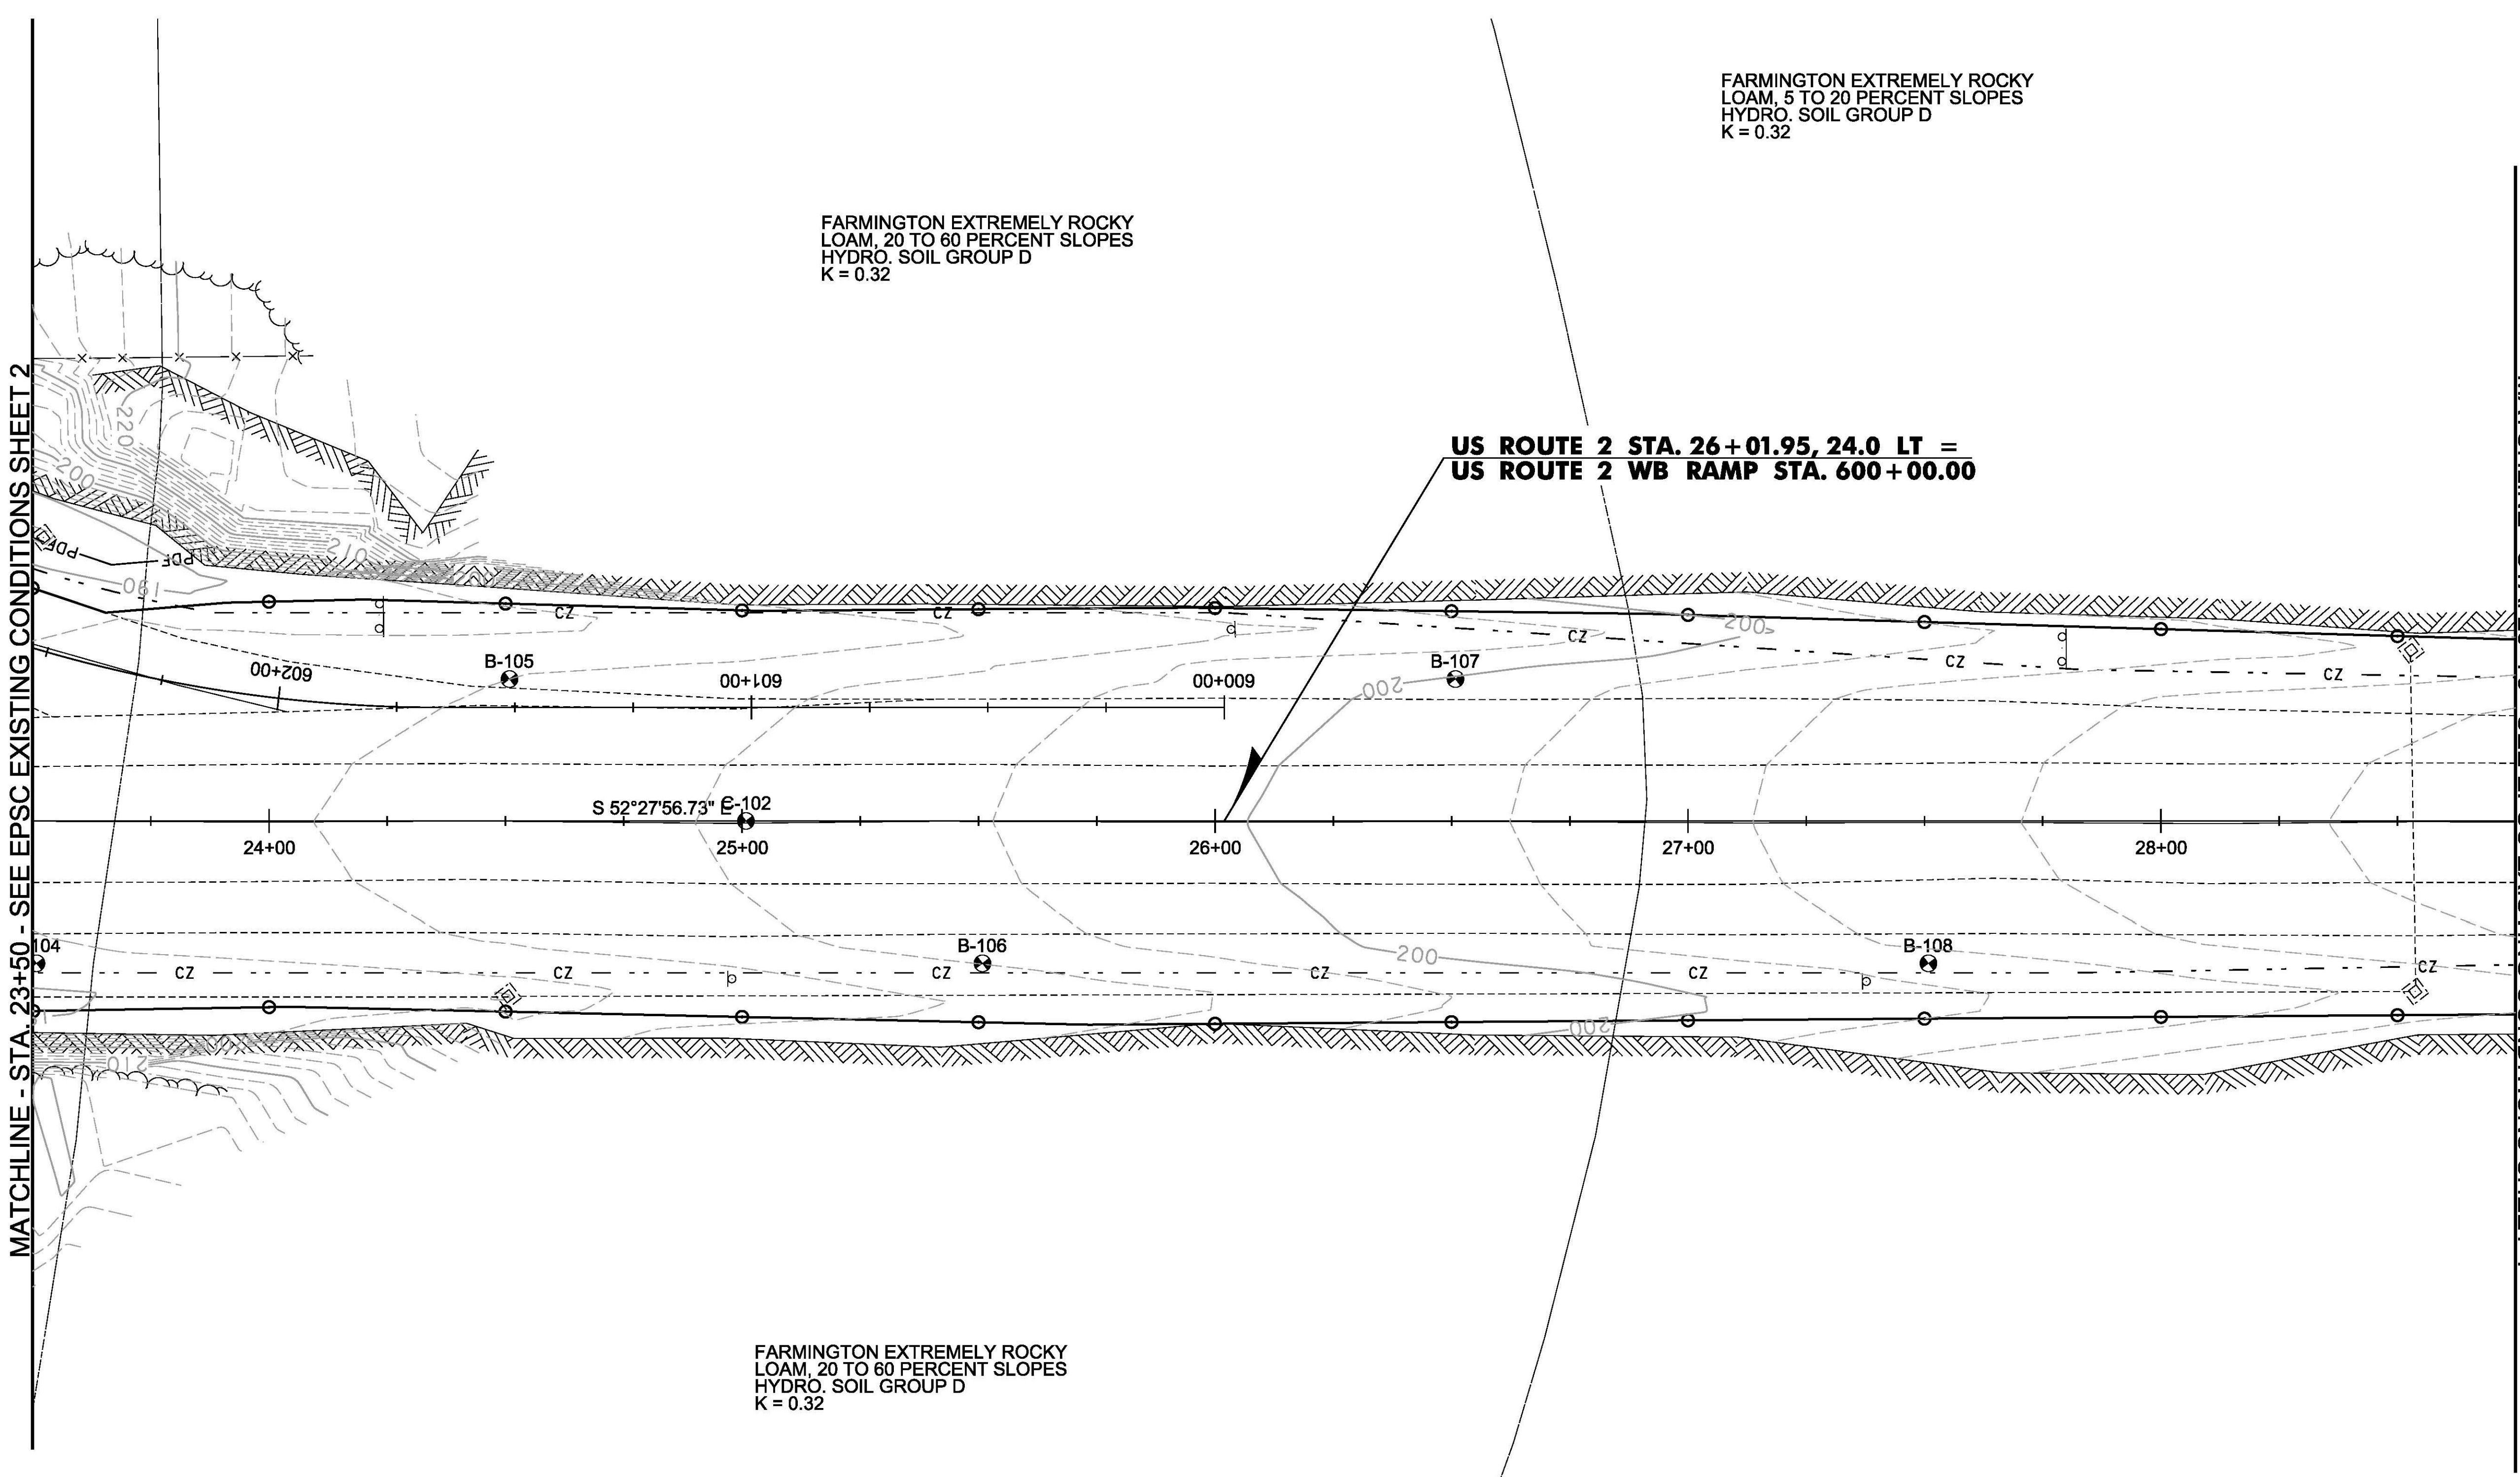 FARMINGTON EXTREMELY ROCKY
LOAM, 5 TO 20 PERCENT SLOPES
HYDRO. SOIL GROUP D
K = 0.32
FARMINGTON EXTREMELY ROCKY
LOAM, 20 TO 60 PERCENT SLOPES
HYDRO. SOIL GROUP D
K = 0.32
MATCHLINE - STA. 23+50 - SEE EPSC EXISTING CONDITIONS SHEET 2
US ROUTE 2 STA. 26+01.95, 24.0 LT =
US ROUTE 2 WB RAMP STA. 600+00.00
220
200
210
190
PDF
PDF
CZ
CZ
CZ
CZ
CZ
200
200
602+00
B-105
601+00
600+00
B-107
S 52°27'56.73" E
C-102
24+00
25+00
26+00
27+00
28+00
104
B-106
B-108
200
CZ
CZ
CZ
CZ
CZ
CZ
200
210
FARMINGTON EXTREMELY ROCKY
LOAM, 20 TO 60 PERCENT SLOPES
HYDRO. SOIL GROUP D
K = 0.32